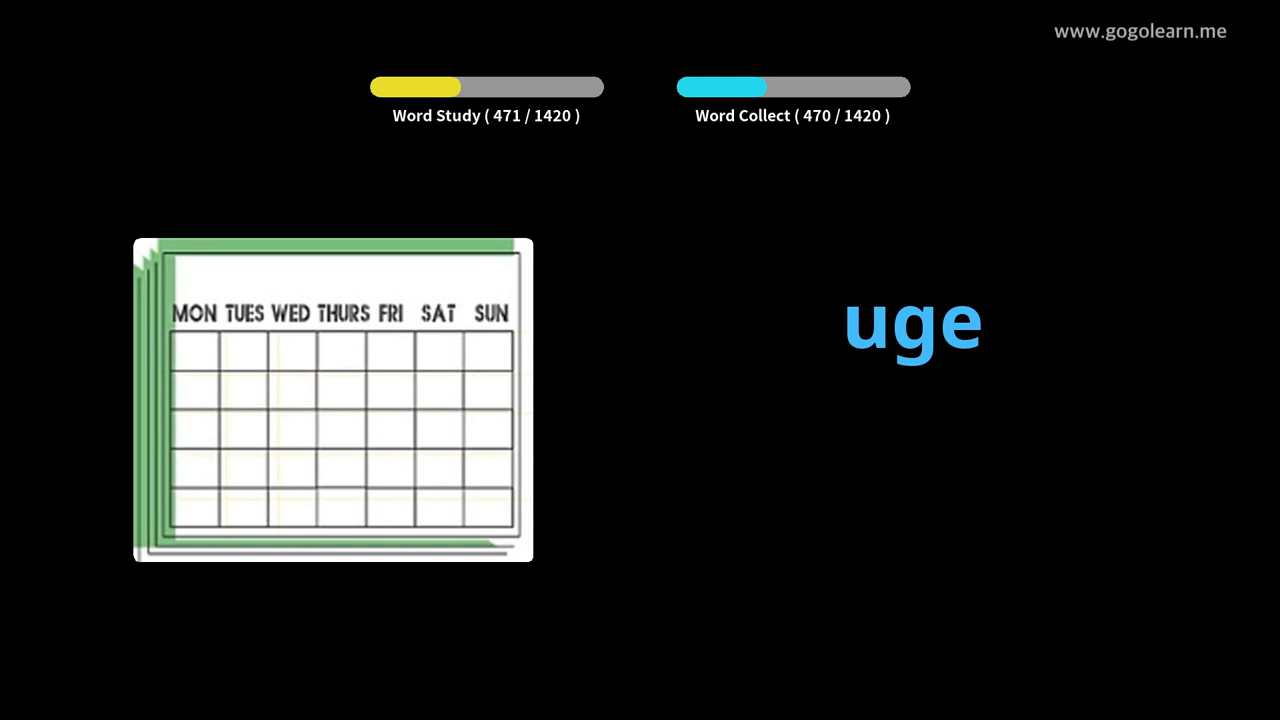 www.gogolearn.me
Word Study ( 471 / 1420 )
Word Collect ( 470 / 1420 )
MON TUES WED THURS FRI SAT SUN
uge